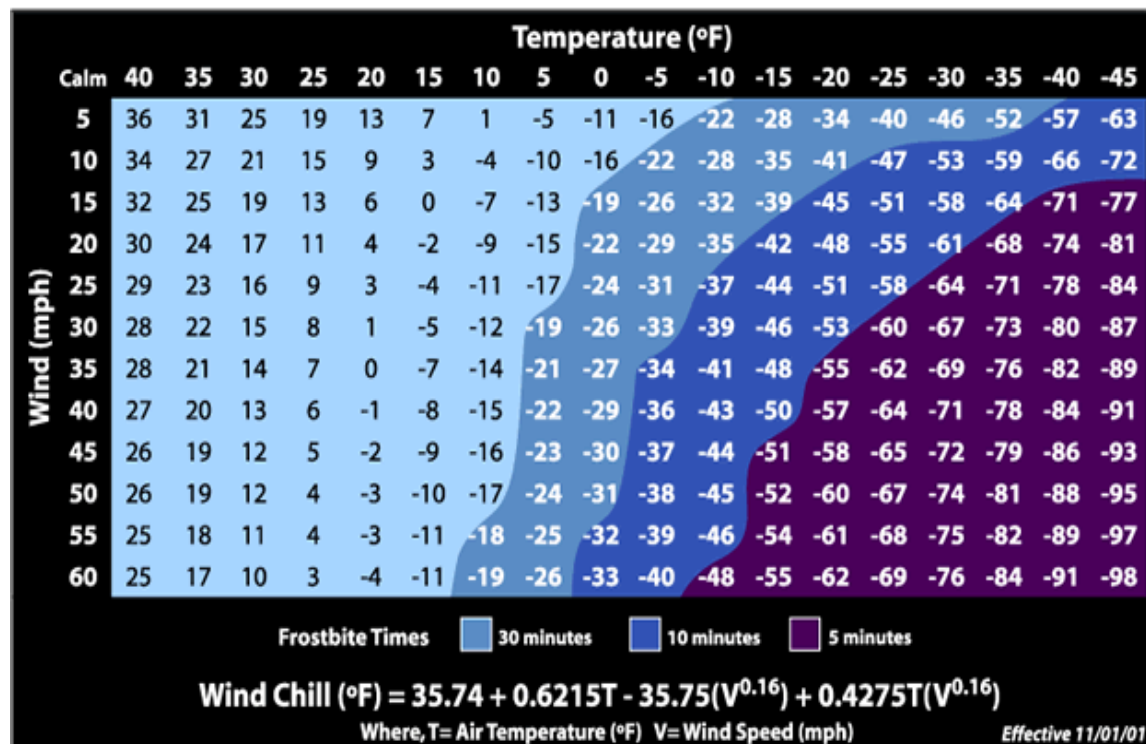 Temperature (ºF)
Calm 40 35 30 25 20 15 10 5 0 -5 -10 -15 -20 -25 -30 -35 -40 -45
Wind (mph)
5 36 31 25 19 13 7 1 -5 -11 -16 -22 -28 -34 -40 -46 -52 -57 -63
10 34 27 21 15 9 3 -4 -10 -16 -22 -28 -35 -41 -47 -53 -59 -66 -72
15 32 25 19 13 6 0 -7 -13 -19 -26 -32 -39 -45 -51 -58 -64 -71 -77
20 30 24 17 11 4 -2 -9 -15 -22 -29 -35 -42 -48 -55 -61 -68 -74 -81
25 29 23 16 9 3 -4 -11 -17 -24 -31 -37 -44 -51 -58 -64 -71 -78 -84
30 28 22 15 8 1 -5 -12 -19 -26 -33 -39 -46 -53 -60 -67 -73 -80 -87
35 28 21 14 7 0 -7 -14 -21 -27 -34 -41 -48 -55 -62 -69 -76 -82 -89
40 27 20 13 6 -1 -8 -15 -22 -29 -36 -43 -50 -57 -64 -71 -78 -84 -91
45 26 19 12 5 -2 -9 -16 -23 -30 -37 -44 -51 -58 -65 -72 -79 -86 -93
50 26 19 12 4 -3 -10 -17 -24 -31 -38 -45 -52 -60 -67 -74 -81 -88 -95
55 25 18 11 4 -3 -11 -18 -25 -32 -39 -46 -54 -61 -68 -75 -82 -89 -97
60 25 17 10 3 -4 -11 -19 -26 -33 -40 -48 -55 -62 -69 -76 -84 -91 -98
Frostbite Times 30 minutes 10 minutes 5 minutes
Wind Chill (ºF) = 35.74 + 0.6215T - 35.75(V^0.16) + 0.4275T(V^0.16)
Where, T= Air Temperature (ºF) V= Wind Speed (mph) Effective 11/01/01